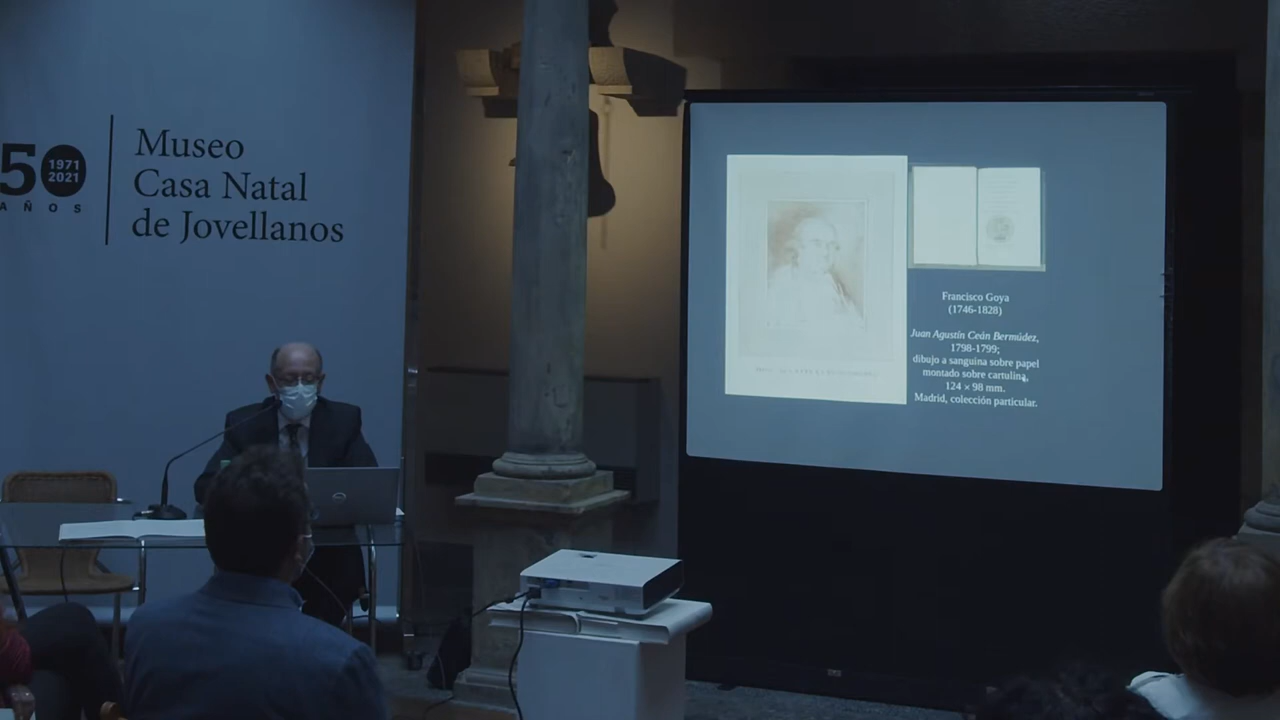 50
1971
2021
AÑOS
Museo
Casa Natal
de Jovellanos
Francisco Goya
(1746-1828)
Juan Agustín Ceán Bermúdez,
1798-1799;
dibujo a sanguina sobre papel
montado sobre cartulina,
124 × 98 mm.
Madrid, colección particular.